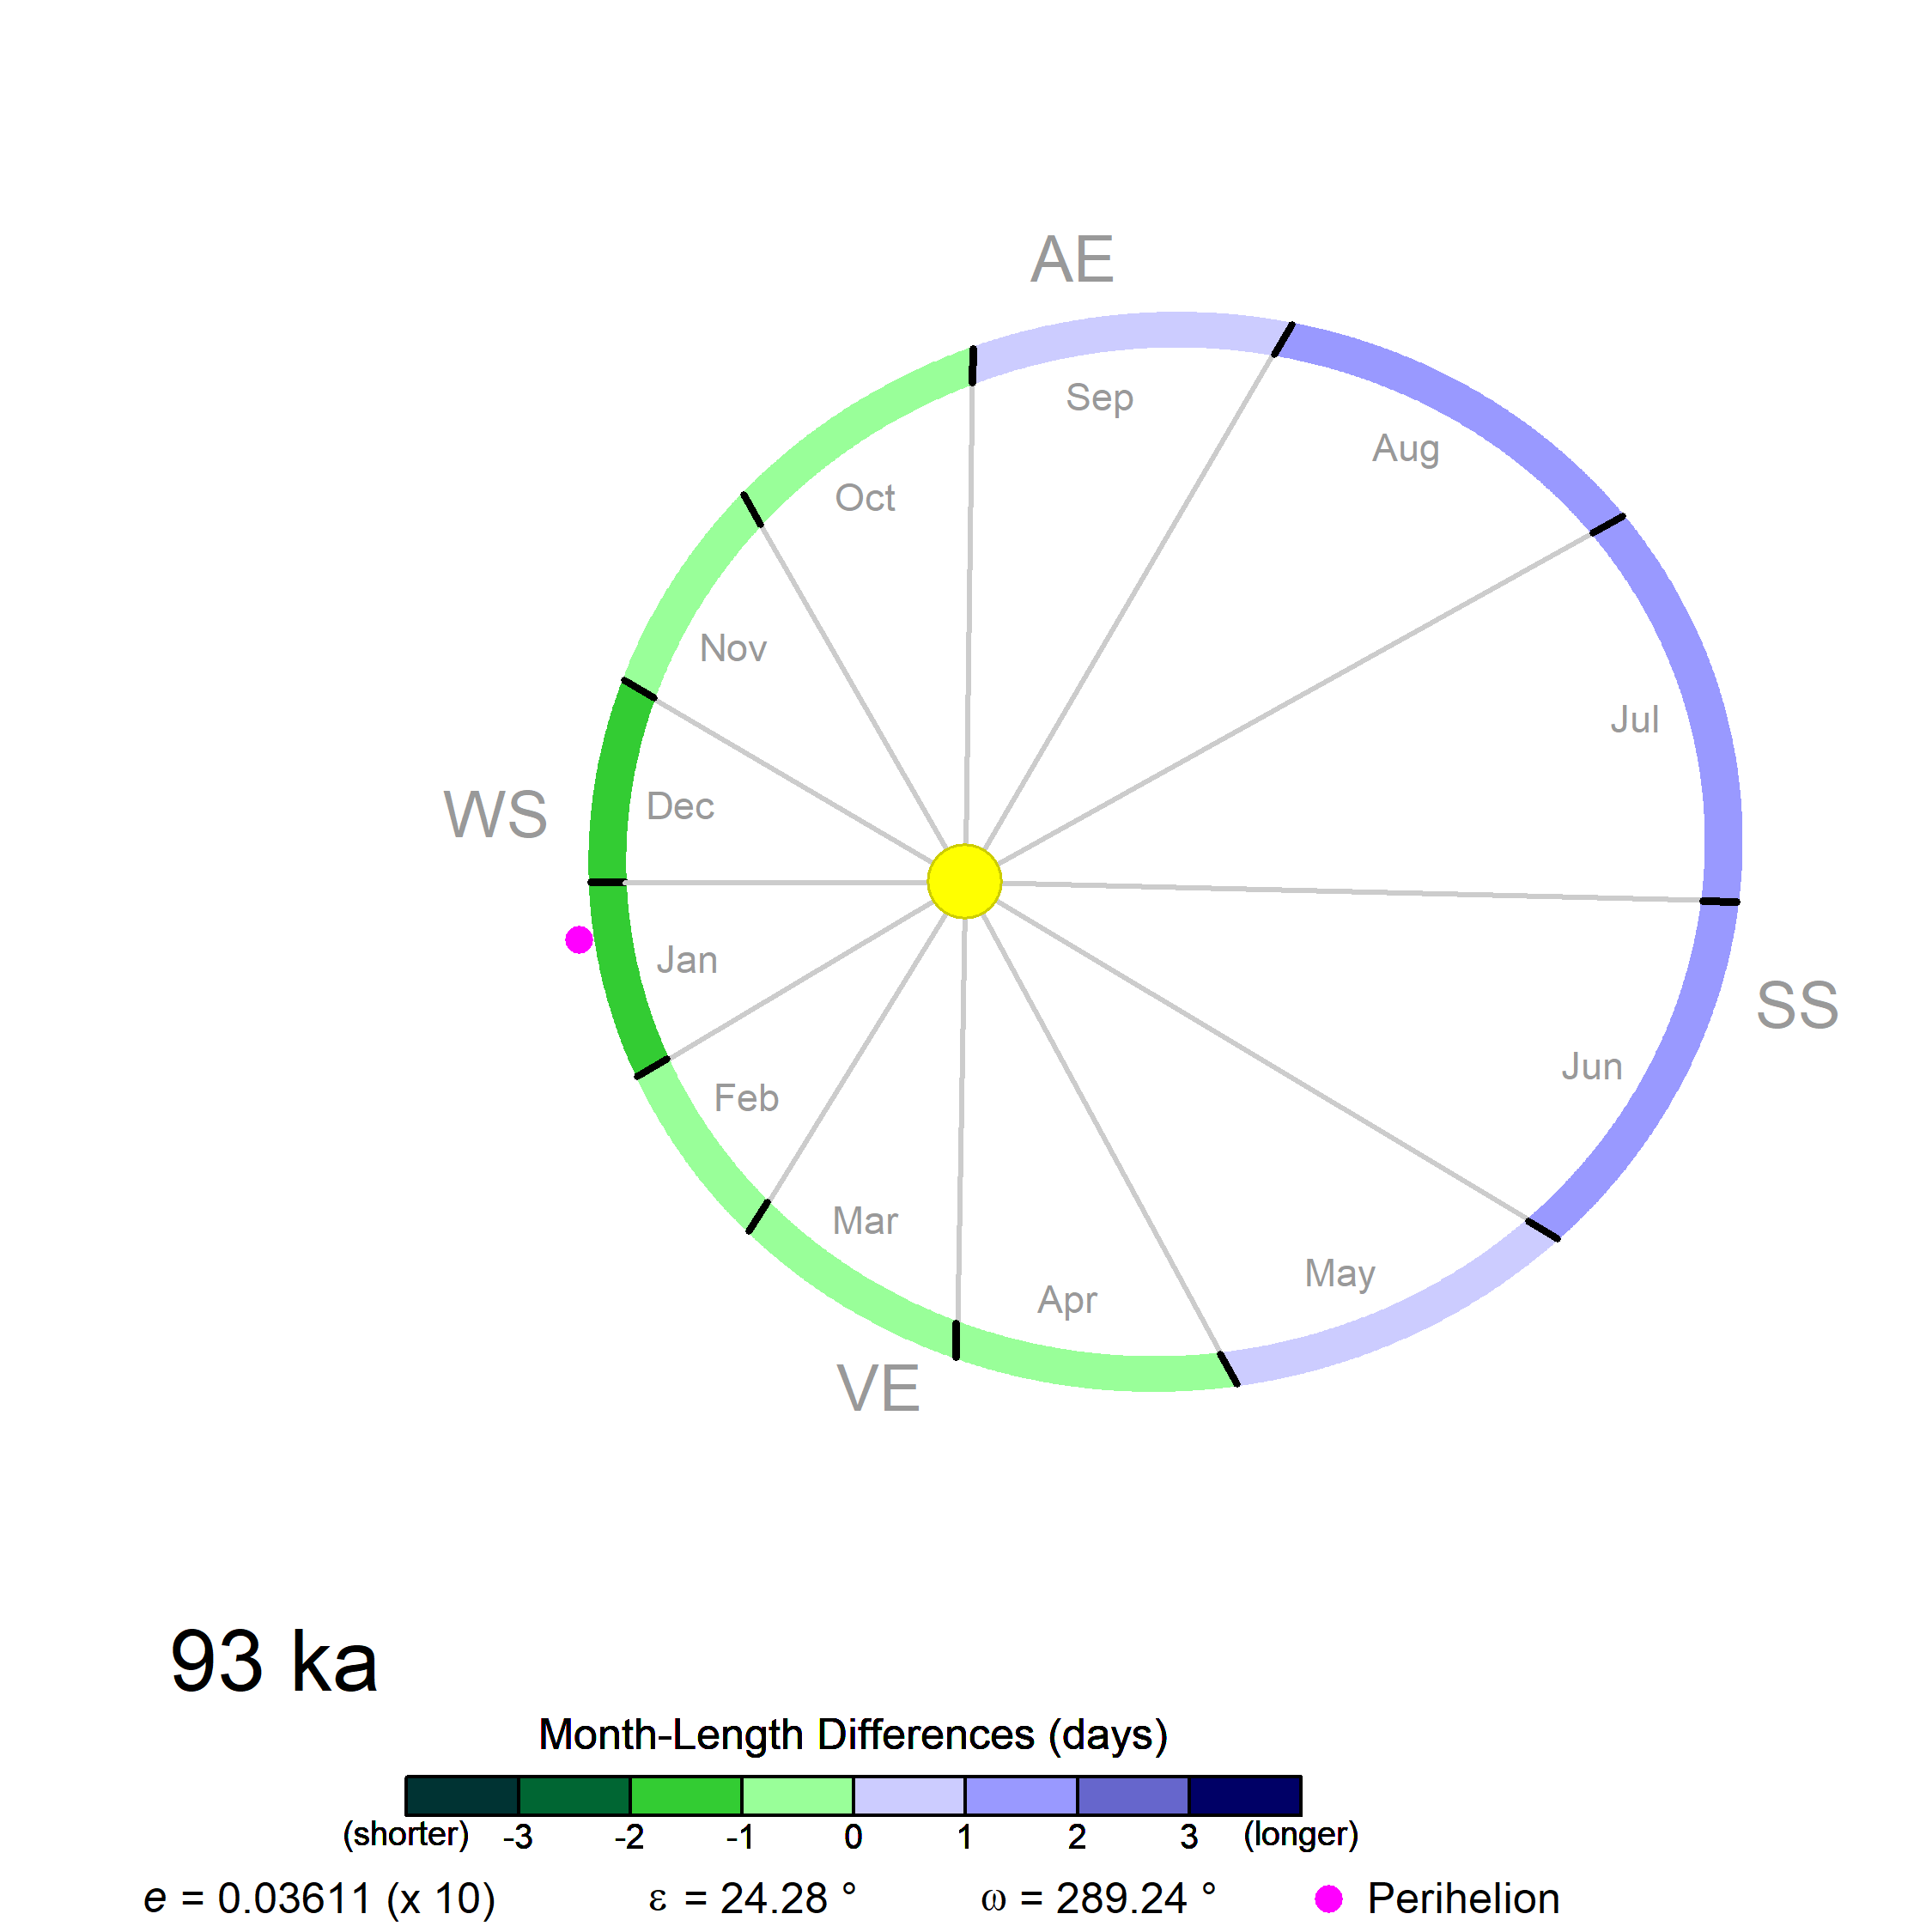 AE
Sep
Aug
Oct
Nov
Jul
WS
Dec
Jan
SS
Jun
Feb
Mar
May
Apr
VE
93 ka
Month-Length Differences (days)
(shorter) -3 -2 -1 0 1 2 3 (longer)
e = 0.03611 (x 10) ε = 24.28 ° ω = 289.24 ° Perihelion